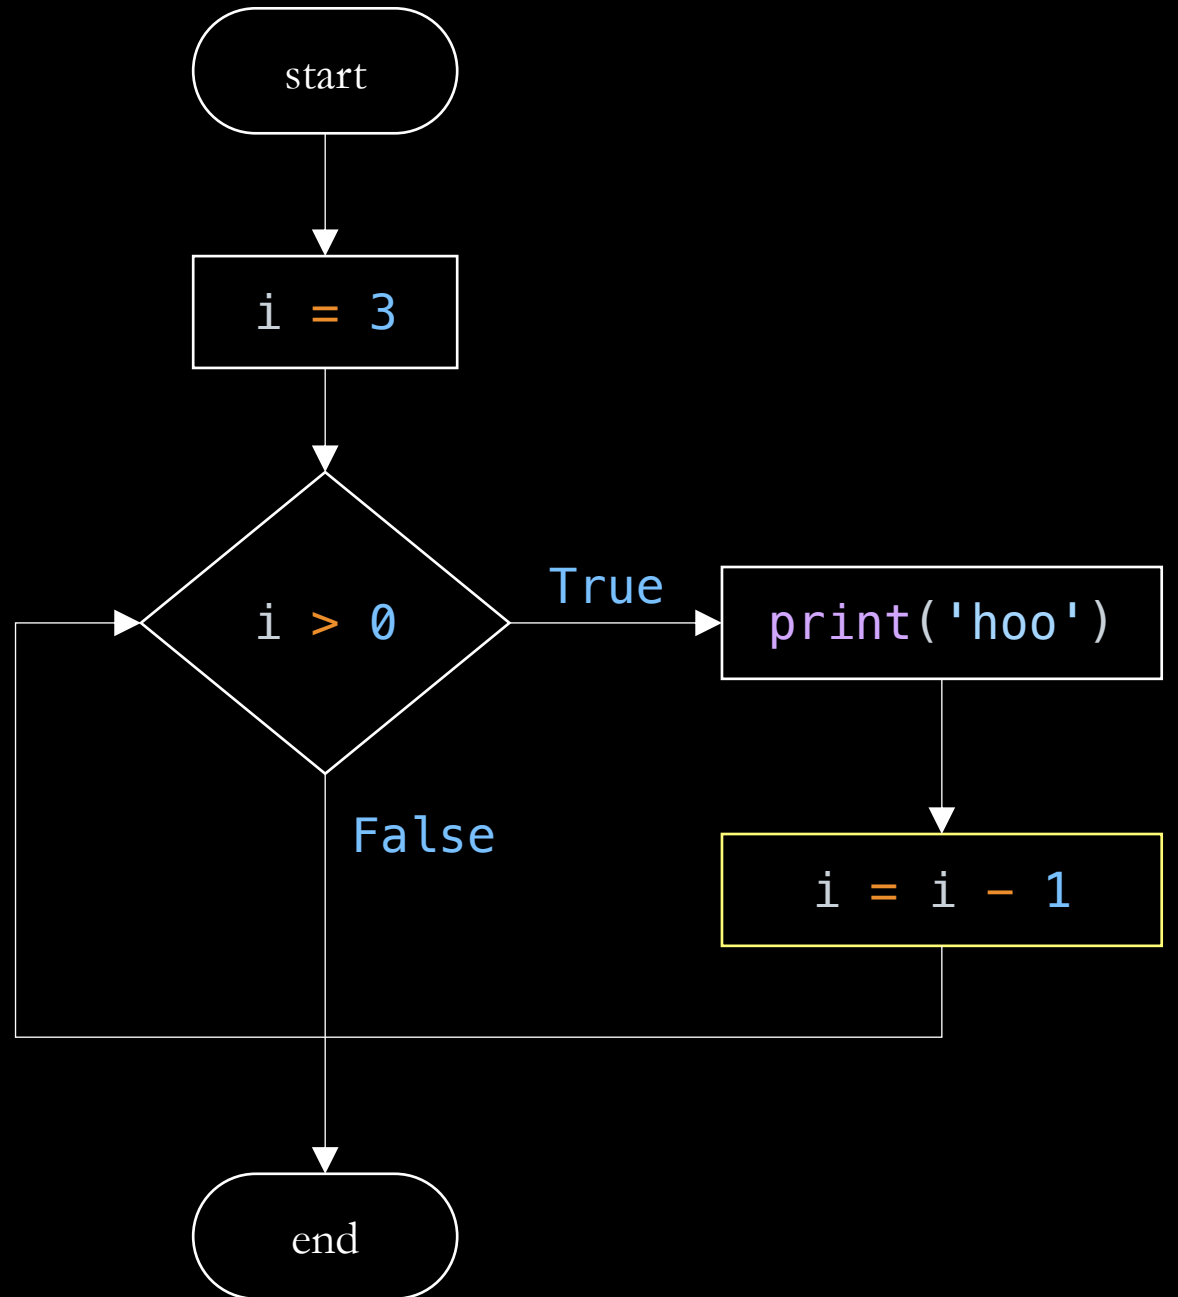 start
i = 3
i > 0
True
print('hoo')
False
i = i - 1
end